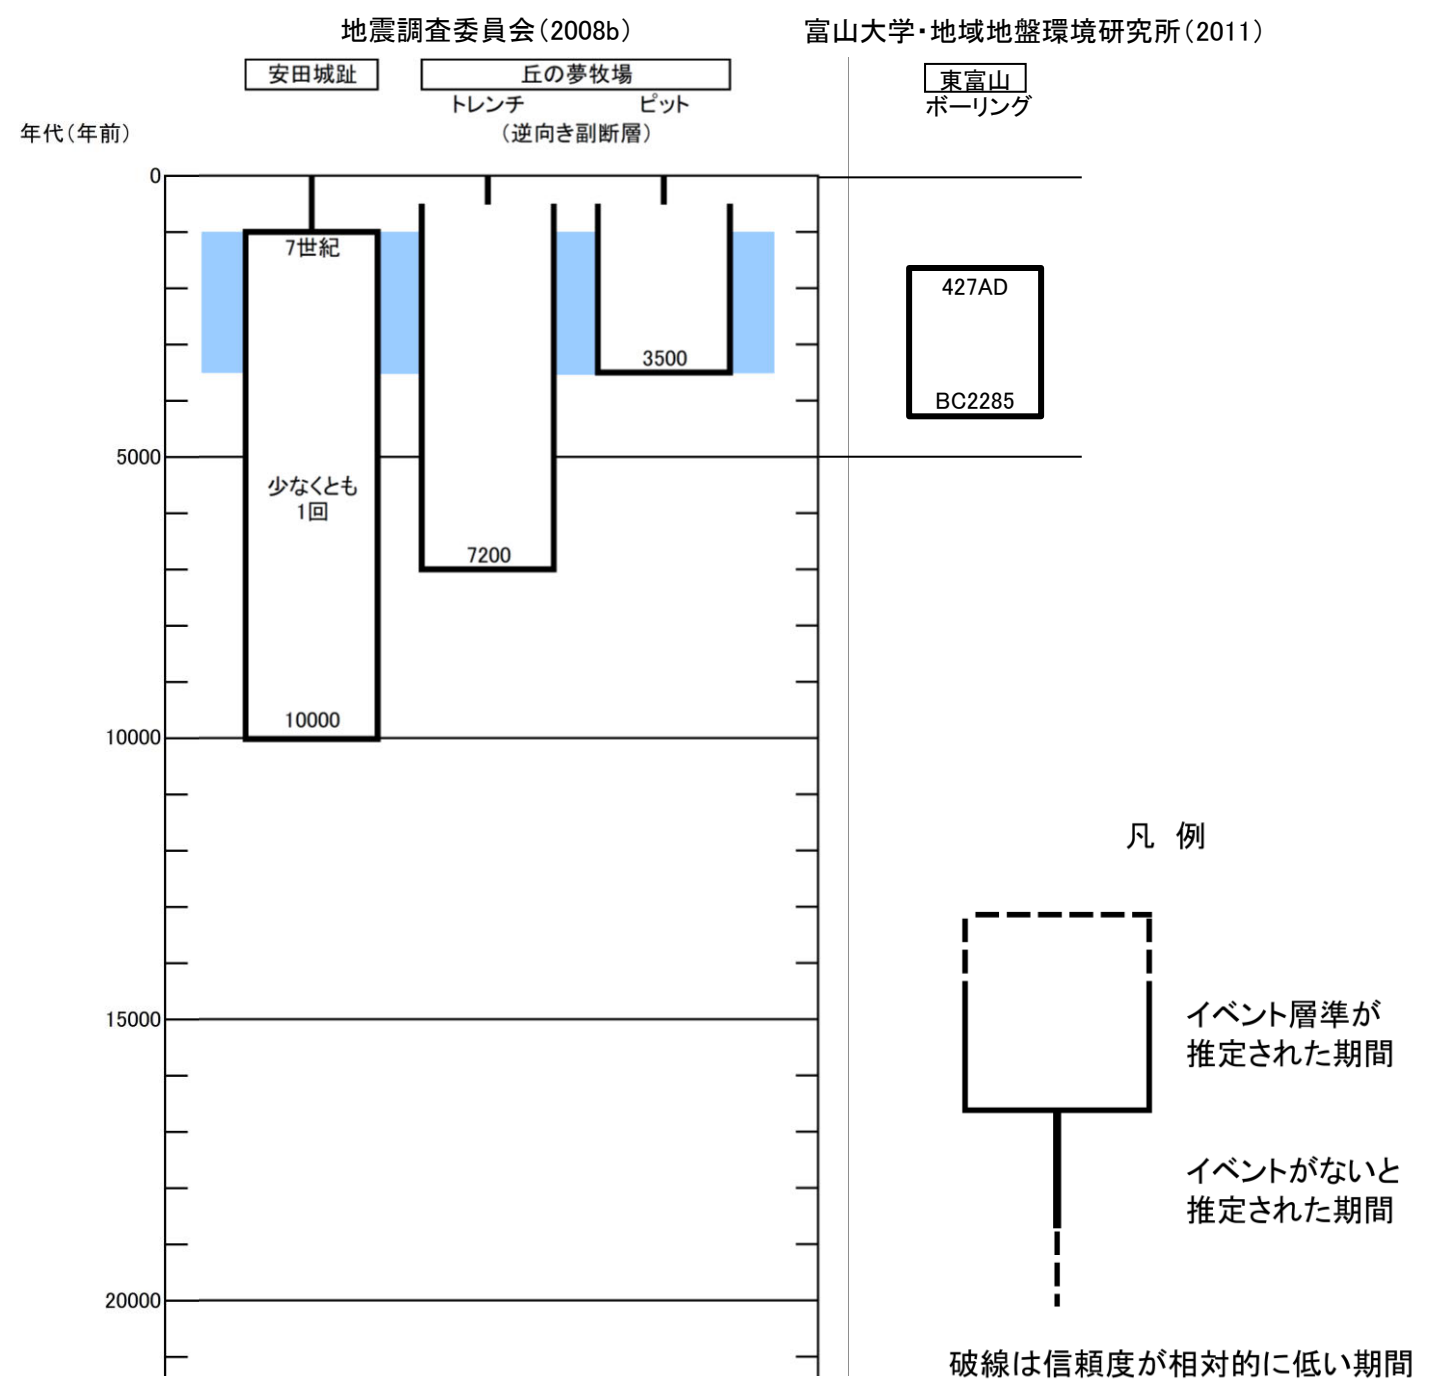 地震調査委員会（2008b）
富山大学・地域地盤環境研究所（2011）
安田城趾
丘の夢牧場
東富山
トレンチ
ピット
ボーリング
年代（年前）
（逆向き副断層）
0
7世紀
427AD
3500
BC2285
5000
少なくとも
1回
7200
10000
10000
凡 例
15000
イベント層準が
推定された期間
イベントがないと
推定された期間
20000
破線は信頼度が相対的に低い期間